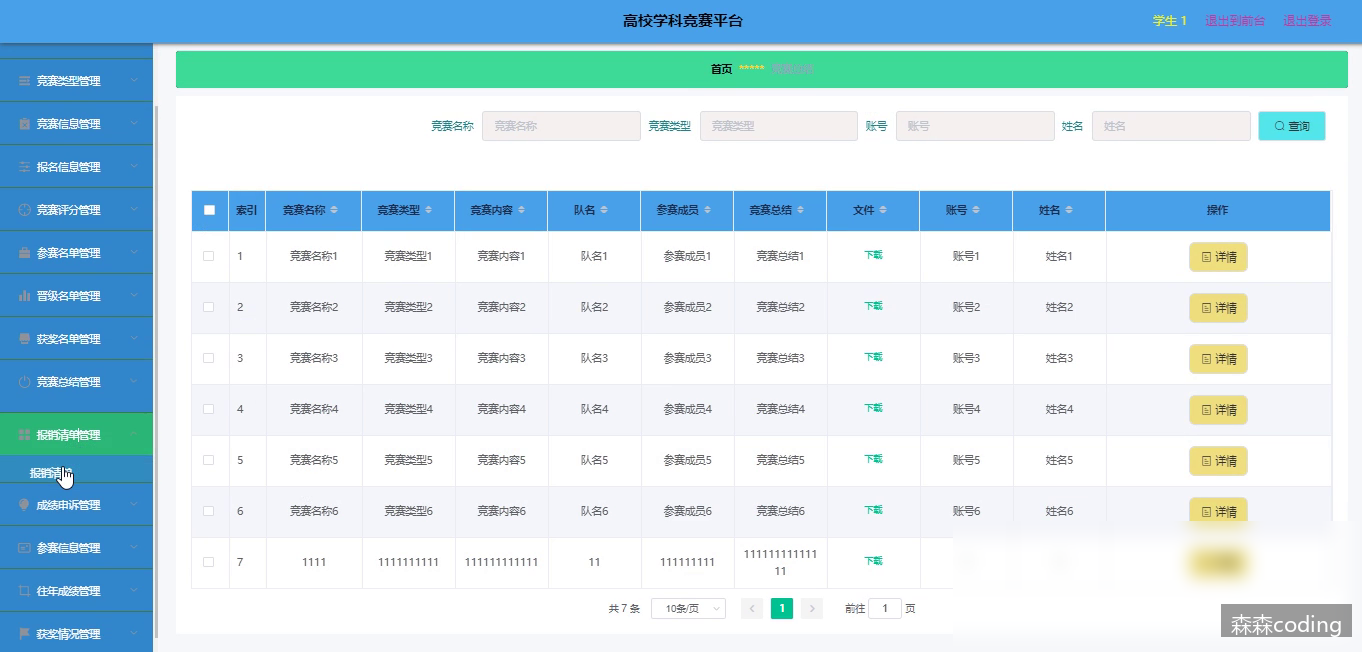 高校学科竞赛平台
学生 1 退出到前台 退出登录
竞赛类型管理
竞赛信息管理
报名信息管理
竞赛评分管理
参赛名单管理
晋级名单管理
获奖名单管理
竞赛总结管理
报销清单管理
报销清
成绩申诉管理
参赛信息管理
往年成绩管理
获奖情况管理
首页 *****
竞赛名称 竞赛名称 竞赛类型 竞赛类型 账号 账号 姓名 姓名 查询
索引 竞赛名称 竞赛类型 竞赛内容 队名 参赛成员 竞赛总结 文件 账号 姓名 操作
1 竞赛名称1 竞赛类型1 竞赛内容1 队名1 参赛成员1 竞赛总结1 下载 账号1 姓名1 详情
2 竞赛名称2 竞赛类型2 竞赛内容2 队名2 参赛成员2 竞赛总结2 下载 账号2 姓名2 详情
3 竞赛名称3 竞赛类型3 竞赛内容3 队名3 参赛成员3 竞赛总结3 下载 账号3 姓名3 详情
4 竞赛名称4 竞赛类型4 竞赛内容4 队名4 参赛成员4 竞赛总结4 下载 账号4 姓名4 详情
5 竞赛名称5 竞赛类型5 竞赛内容5 队名5 参赛成员5 竞赛总结5 下载 账号5 姓名5 详情
6 竞赛名称6 竞赛类型6 竞赛内容6 队名6 参赛成员6 竞赛总结6 下载 账号6 姓名6 详情
7 1111 1111111111 111111111111 11 111111111 111111111111 下载
11
共 7 条 10条/页 1 前往 1 页
森森coding